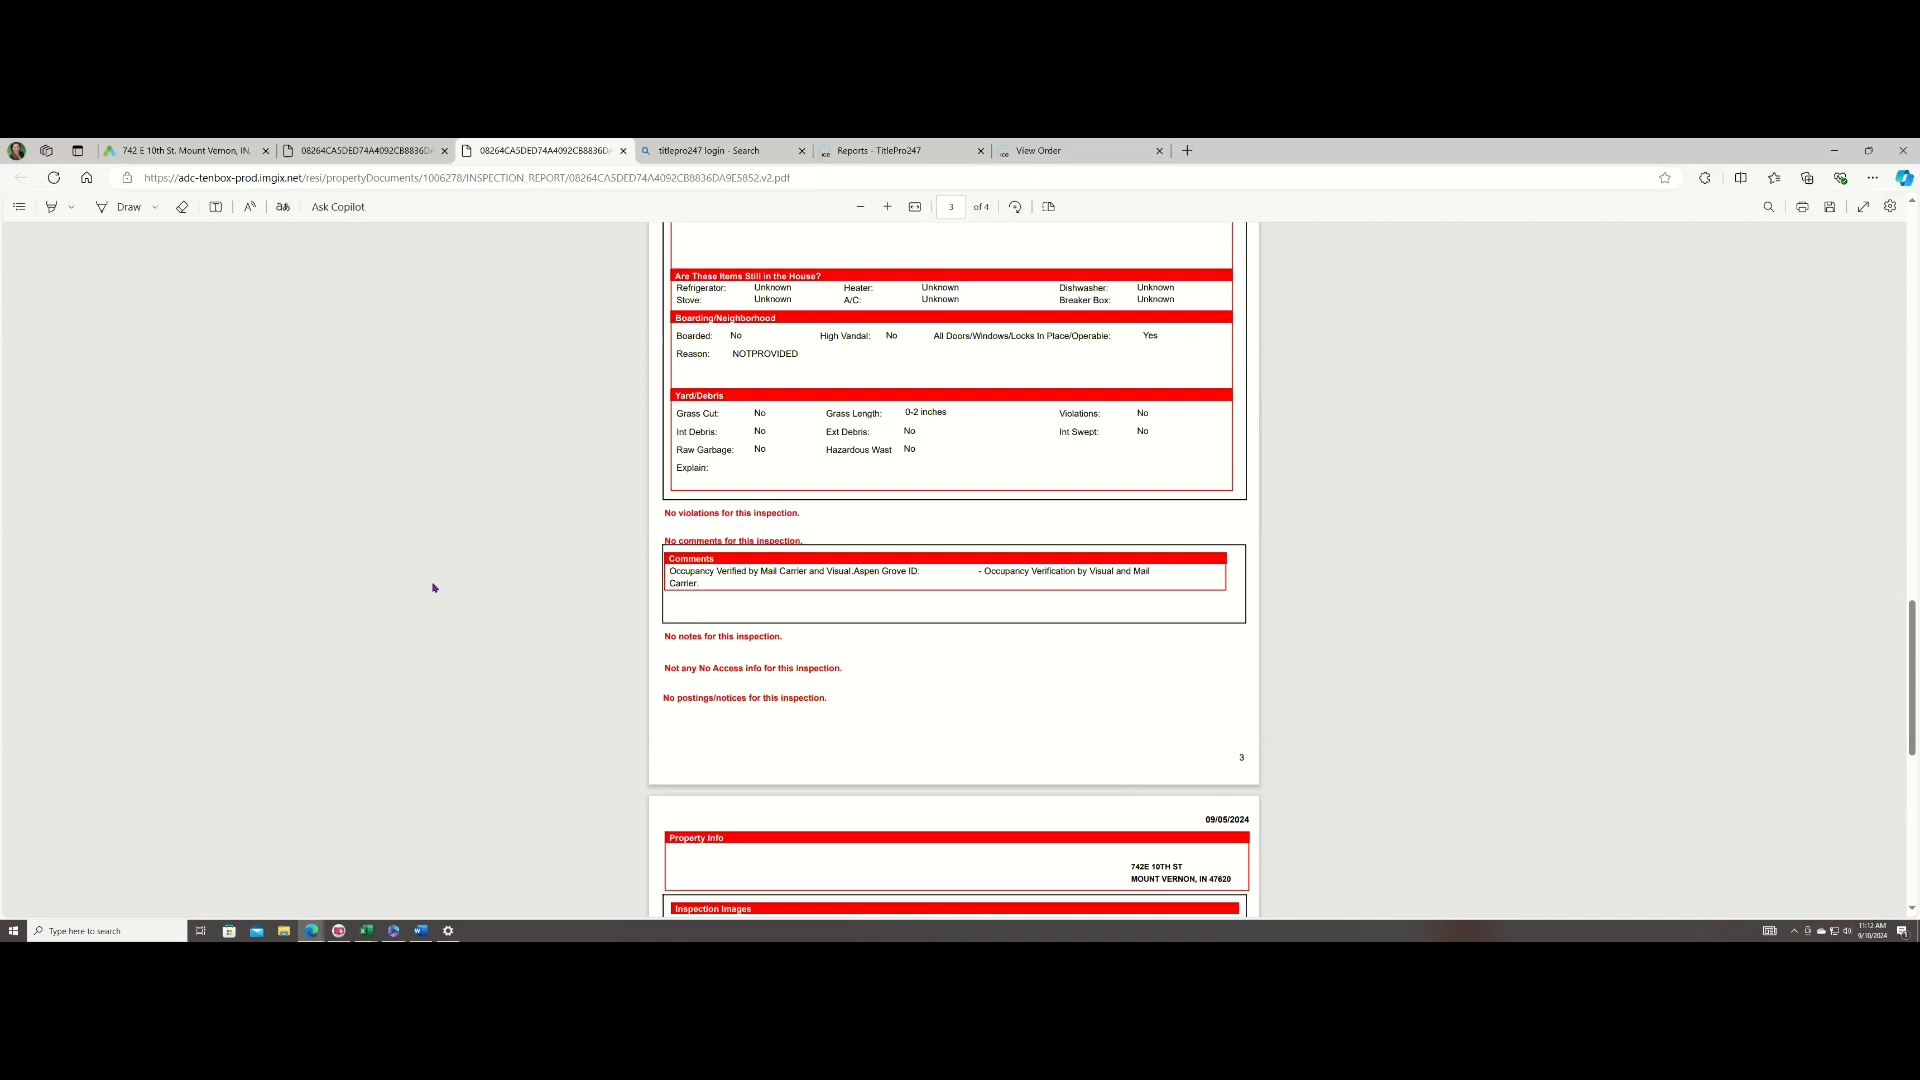 742 E 10th St, Mount Vernon, IN,
08264CA5DED74A4092CB8836D
08264CA5DED74A4092CB8836D
titlepro247 login - Search
Reports - TitlePro247
View Order
https://adc-tenbox-prod.imgix.net/resi/propertyDocuments/1006278/INSPECTION_REPORT/08264CA5DED74A4092CB8836DA9E5852.v2.pdf
Draw
Ask Copilot
3 of 4
Are These Items Still in the House?
Refrigerator: Unknown Heater: Unknown Dishwasher: Unknown
Stove: Unknown A/C: Unknown Breaker Box: Unknown
Boarding/Neighborhood
Boarded: No High Vandal: No All Doors/Windows/Locks In Place/Operable: Yes
Reason: NOTPROVIDED
Yard/Debris
Grass Cut: No Grass Length: 0-2 inches Violations: No
Int Debris: No Ext Debris: No Int Swept: No
Raw Garbage: No Hazardous Wast No
Explain:
No violations for this inspection.
No comments for this inspection.
Comments
Occupancy Verified by Mail Carrier and Visual.Aspen Grove ID: - Occupancy Verification by Visual and Mail
Carrier.
No notes for this inspection.
Not any No Access info for this inspection.
No postings/notices for this inspection.
3
09/05/2024
Property Info
742E 10TH ST
MOUNT VERNON, IN 47620
Inspection Images
Type here to search
11:12 AM
9/10/2024